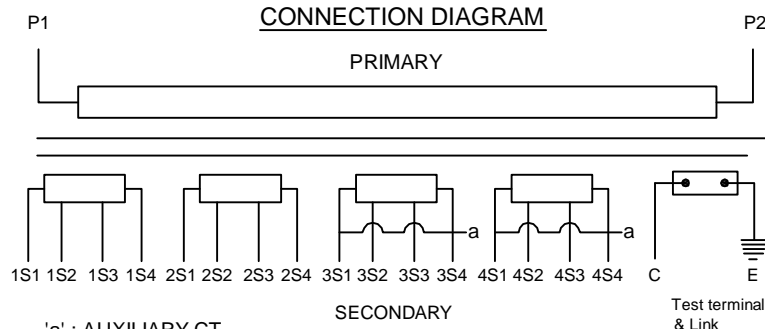 CONNECTION DIAGRAM
P1 P2
PRIMARY
a a
1S1 1S2 1S3 1S4 2S1 2S2 2S3 2S4 3S1 3S2 3S3 3S4 4S1 4S2 4S3 4S4 C E
SECONDARY
Test terminal
& Link
'a' : AUXILIARY CT